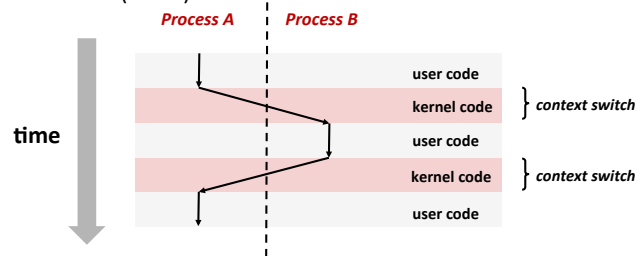 Process A Process B
user code
kernel code context switch
time
user code
kernel code context switch
user code